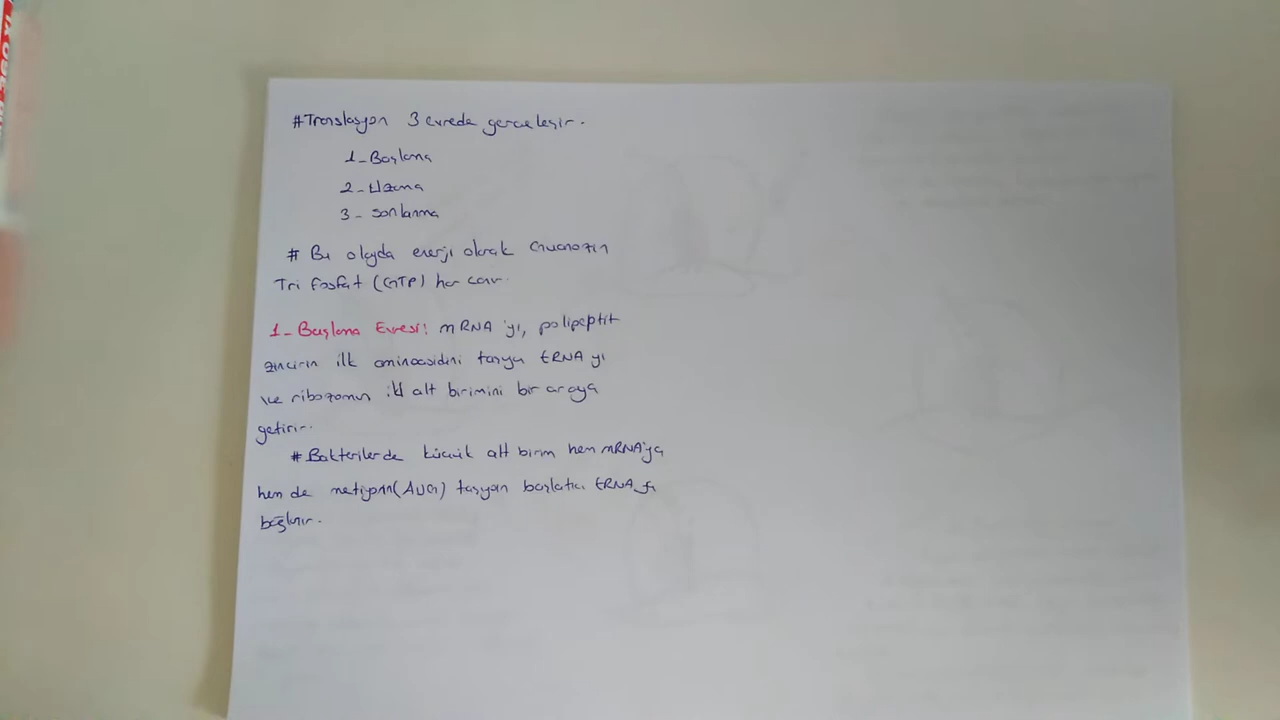 #Translasyon 3 evrede gerçekleşir.
1-Başlama
2-Uzama
3-Sonlanma
# Bu olayda enerji olarak Guanozin
Tri fosfat (GTP) harcanır.
1-Başlama Evresi: mRNA'yı, polipeptit
zincirin ilk aminoasidini taşıyan tRNA yı
ve ribozomun iki alt birimini bir araya
getirir.
#Bakterilerde küçük alt birim hem mRNA'ya
hem de metiyonin(AUG) taşıyan başlatıcı tRNA ya
bağlanır.